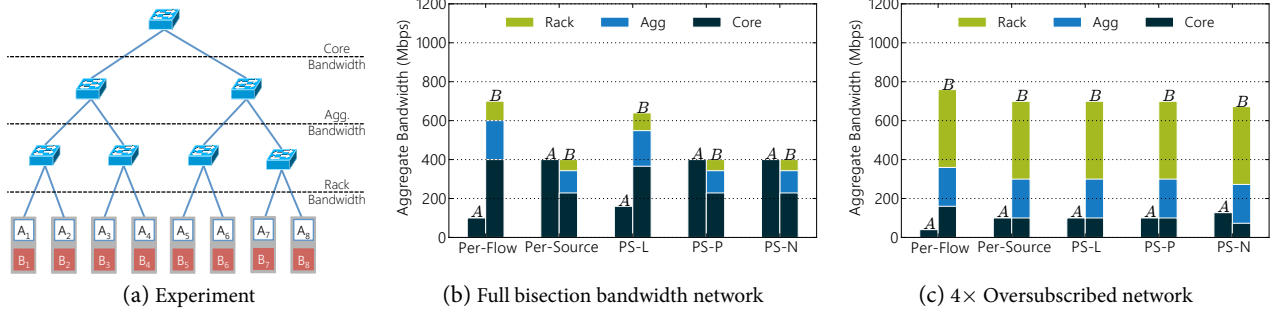 Core
Bandwidth
Agg.
Bandwidth
Rack
Bandwidth
A1 A2 A3 A4 A5 A6 A7 A8
B1 B2 B3 B4 B5 B6 B7 B8
(a) Experiment
Aggregate Bandwidth (Mbps)
1200
1000
800
600
400
200
0
Rack Agg Core
A B A B A B A B A B
Per-Flow Per-Source PS-L PS-P PS-N
(b) Full bisection bandwidth network
Aggregate Bandwidth (Mbps)
1200
1000
800
600
400
200
0
Rack Agg Core
A B A B A B A B A B
Per-Flow Per-Source PS-L PS-P PS-N
(c) 4× Oversubscribed network